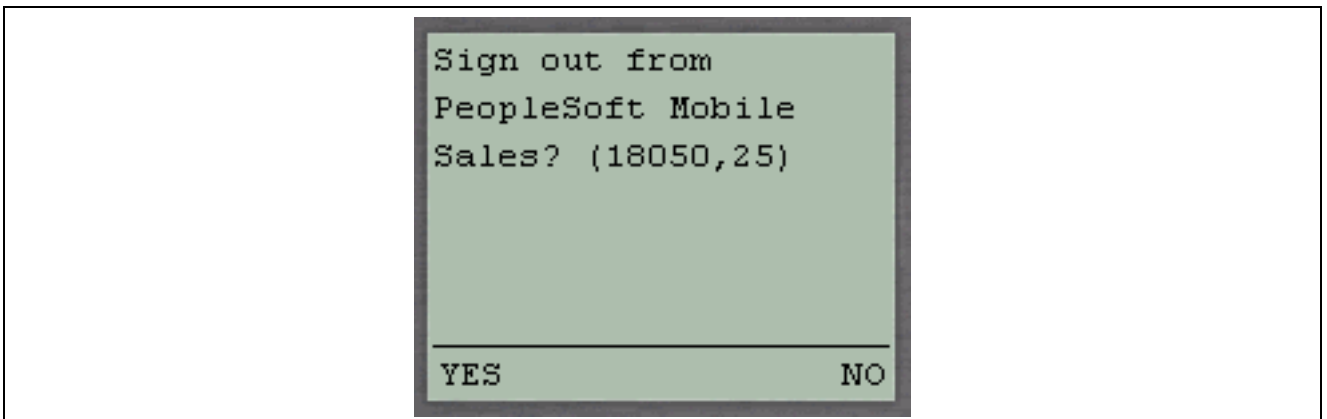 Sign out from
PeopleSoft Mobile
Sales? (18050,25)
YES NO